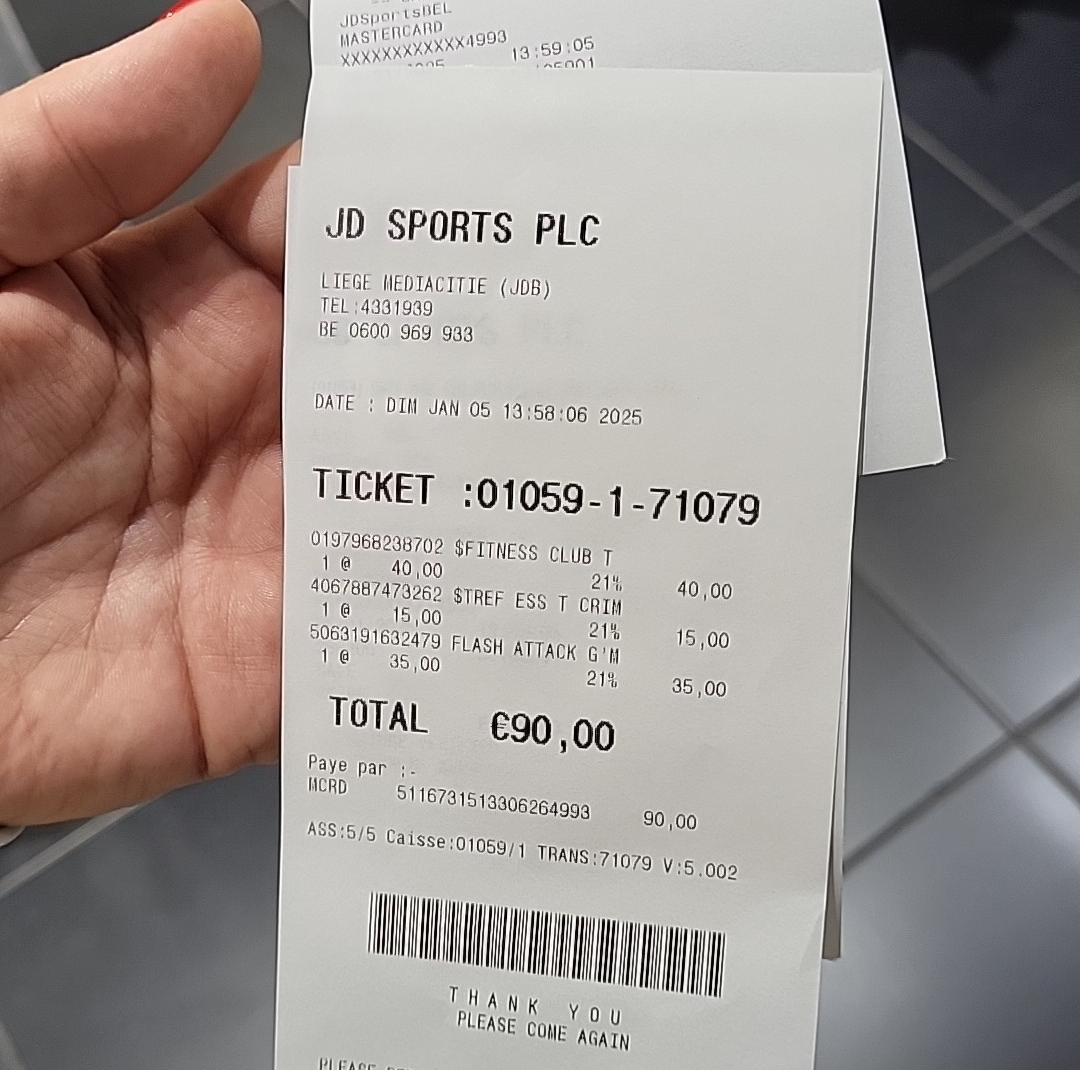 JDSportsBEL
MASTERCARD
XXXXXXXXXXXX4993
13:59:05
JD SPORTS PLC
LIEGE MEDIACITIE (JDB)
TEL:4331939
BE 0600 969 933
DATE : DIM JAN 05 13:58:06 2025
TICKET :01059-1-71079
0197968238702 $FITNESS CLUB T
1 @ 40,00 21% 40,00
4067887473262 $TREF ESS T CRIM
1 @ 15,00 21% 15,00
5063191632479 FLASH ATTACK G'M
1 @ 35,00 21% 35,00
TOTAL €90,00
Paye par :-
MCRD 5116731513306264993 90,00
ASS:5/5 Caisse:01059/1 TRANS:71079 V:5.002
THANK YOU
PLEASE COME AGAIN
PLEASE